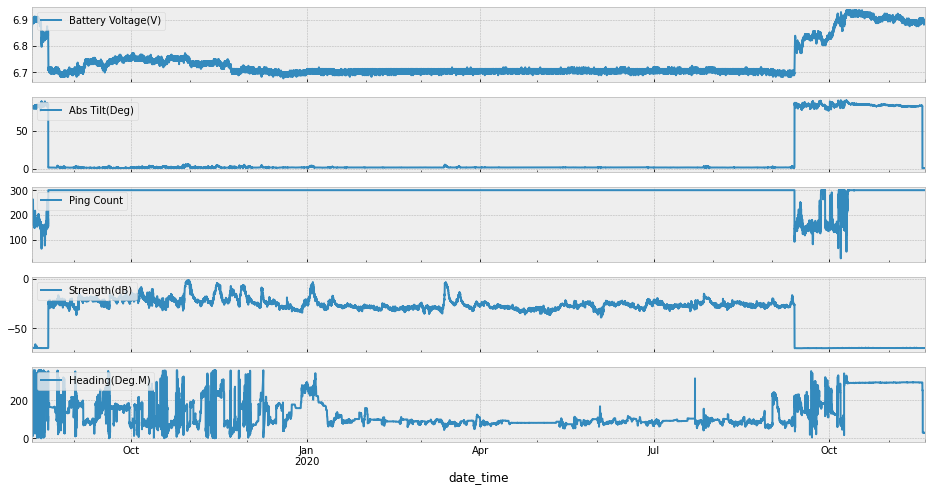 6.9
6.8
6.7
Battery Voltage(V)
50
0
Abs Tilt(Deg)
300
200
100
Ping Count
0
−50
Strength(dB)
200
0
Heading(Deg.M)
Oct
Jan
2020
Apr
Jul
Oct
date_time